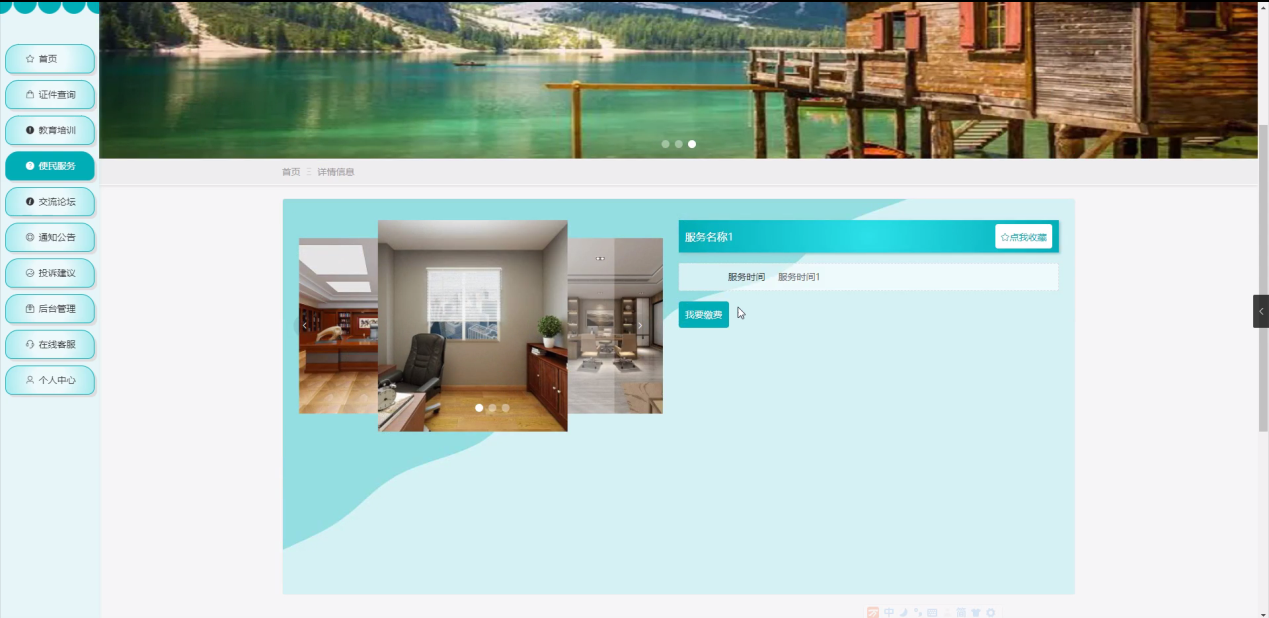 首页
证件查询
教育培训
便民服务
交流论坛
通知公告
投诉建议
后台管理
在线客服
个人中心
首页 详情信息
服务名称1
点我收藏
服务时间 服务时间1
我要缴费
中